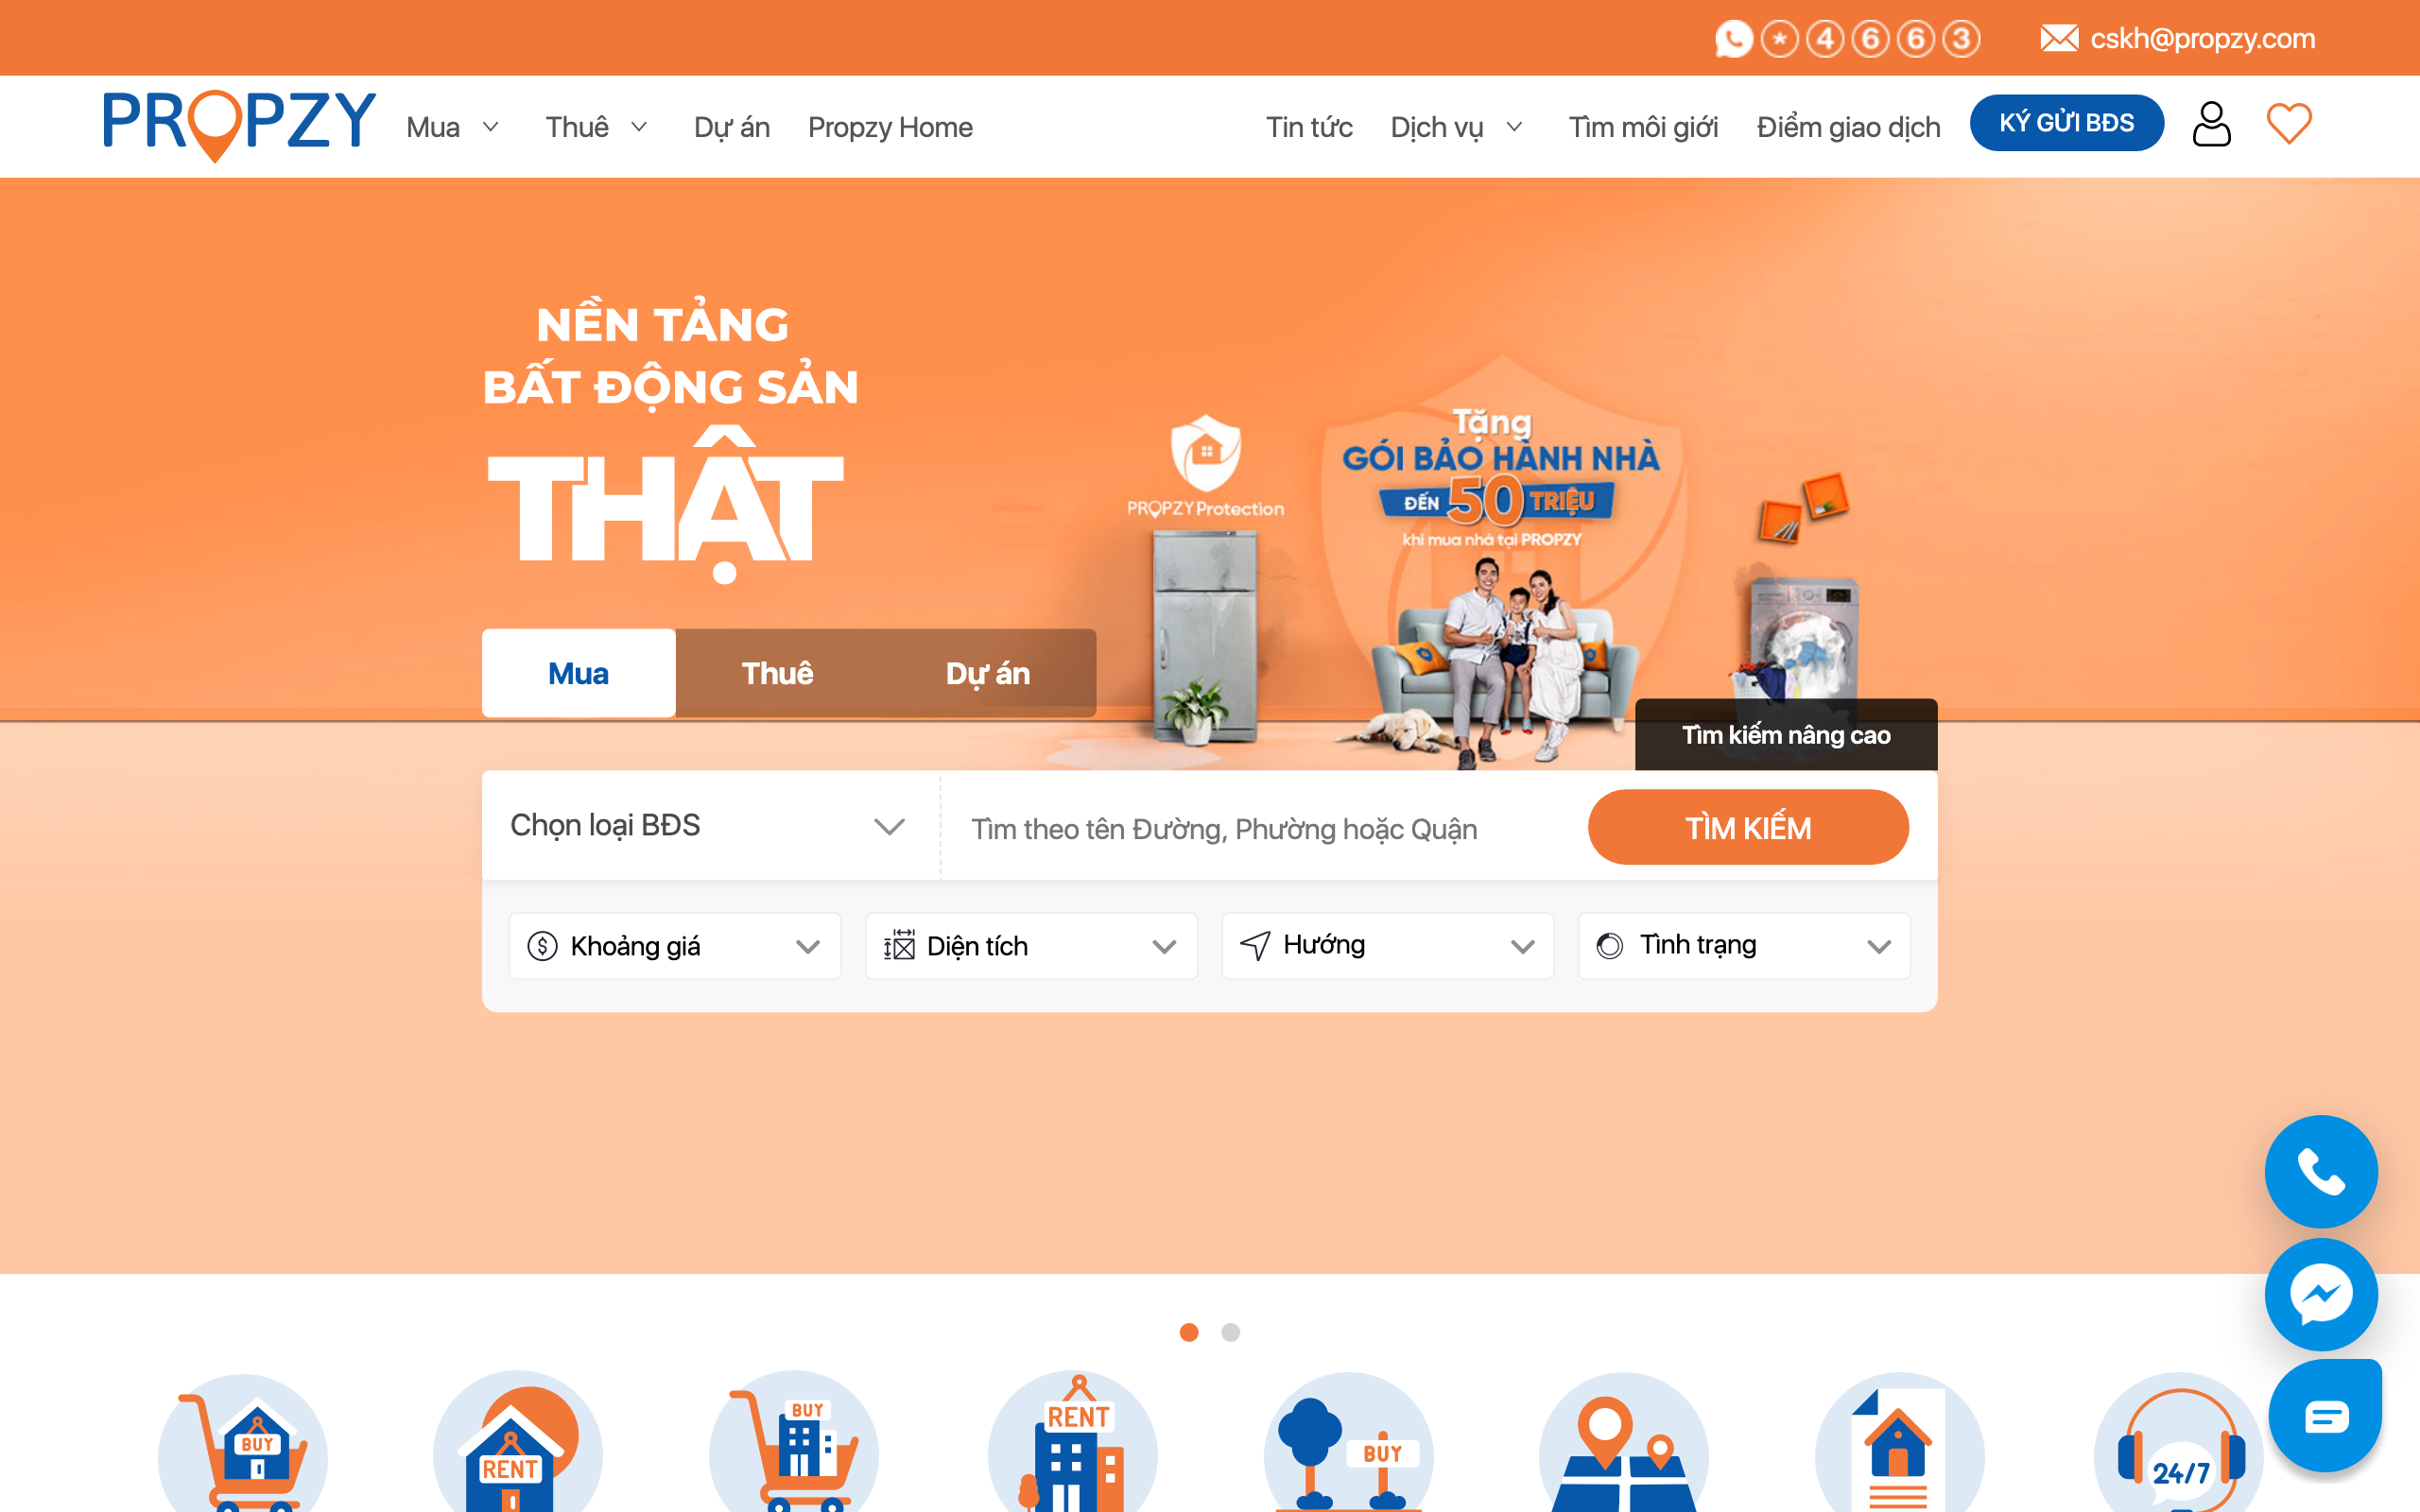 * 4 6 6 3
cskh@propzy.com
PROPZY
Mua
Thuê
Dự án
Propzy Home
Tin tức
Dịch vụ
Tìm môi giới
Điểm giao dịch
KÝ GỬI BĐS
NỀN TẢNG
BẤT ĐỘNG SẢN
THẬT
PROPZY Protection
Tặng
GÓI BẢO HÀNH NHÀ
ĐẾN 50 TRIỆU
khi mua nhà tại PROPZY
Mua
Thuê
Dự án
Tìm kiếm nâng cao
Chọn loại BĐS
Tìm theo tên Đường, Phường hoặc Quận
TÌM KIẾM
Khoảng giá
Diện tích
Hướng
Tình trạng
BUY
RENT
BUY
RENT
BUY
24/7